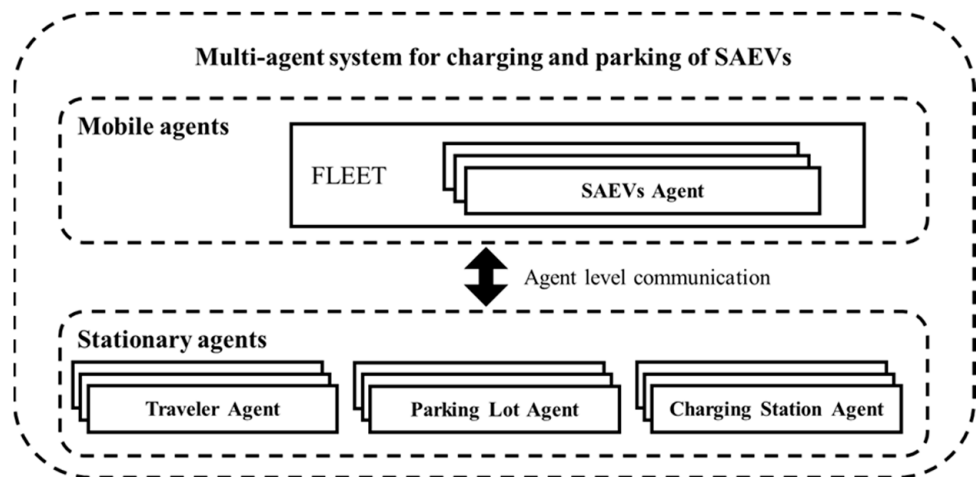 Multi-agent system for charging and parking of SAEVs
Mobile agents
FLEET
SAEVs Agent
Agent level communication
Stationary agents
Traveler Agent
Parking Lot Agent
Charging Station Agent